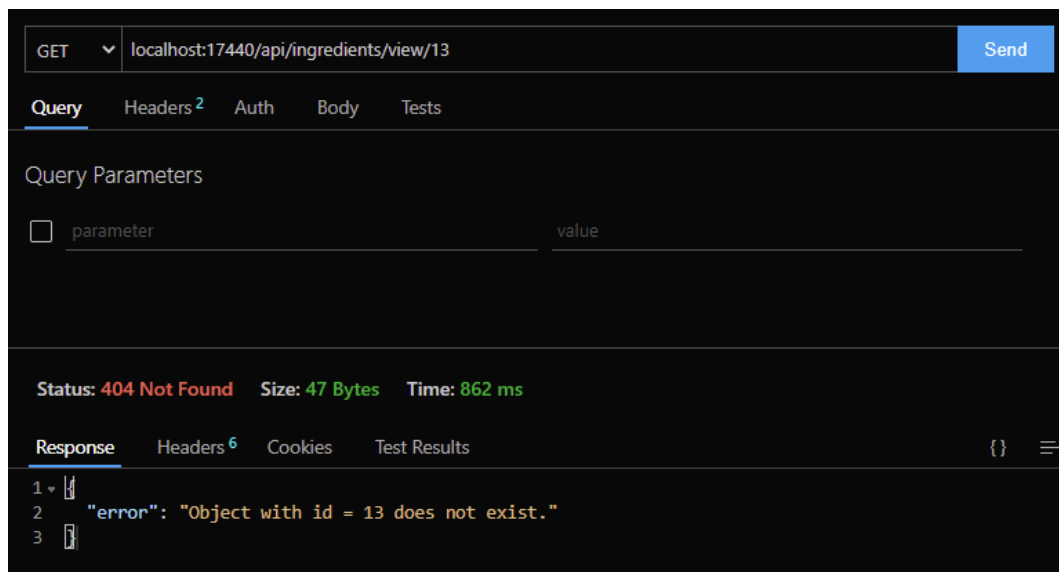 GET localhost:17440/api/ingredients/view/13 Send
Query Headers 2 Auth Body Tests
Query Parameters
parameter value
Status: 404 Not Found Size: 47 Bytes Time: 862 ms
Response Headers 6 Cookies Test Results {}
1 {
2 "error": "Object with id = 13 does not exist."
3 }